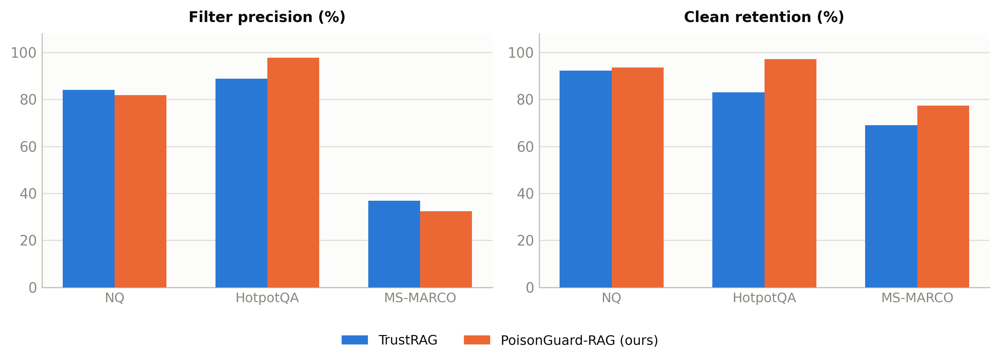 Filter precision (%)
100
80
60
40
20
0
NQ
HotpotQA
MS-MARCO
Clean retention (%)
100
80
60
40
20
0
NQ
HotpotQA
MS-MARCO
TrustRAG
PoisonGuard-RAG (ours)